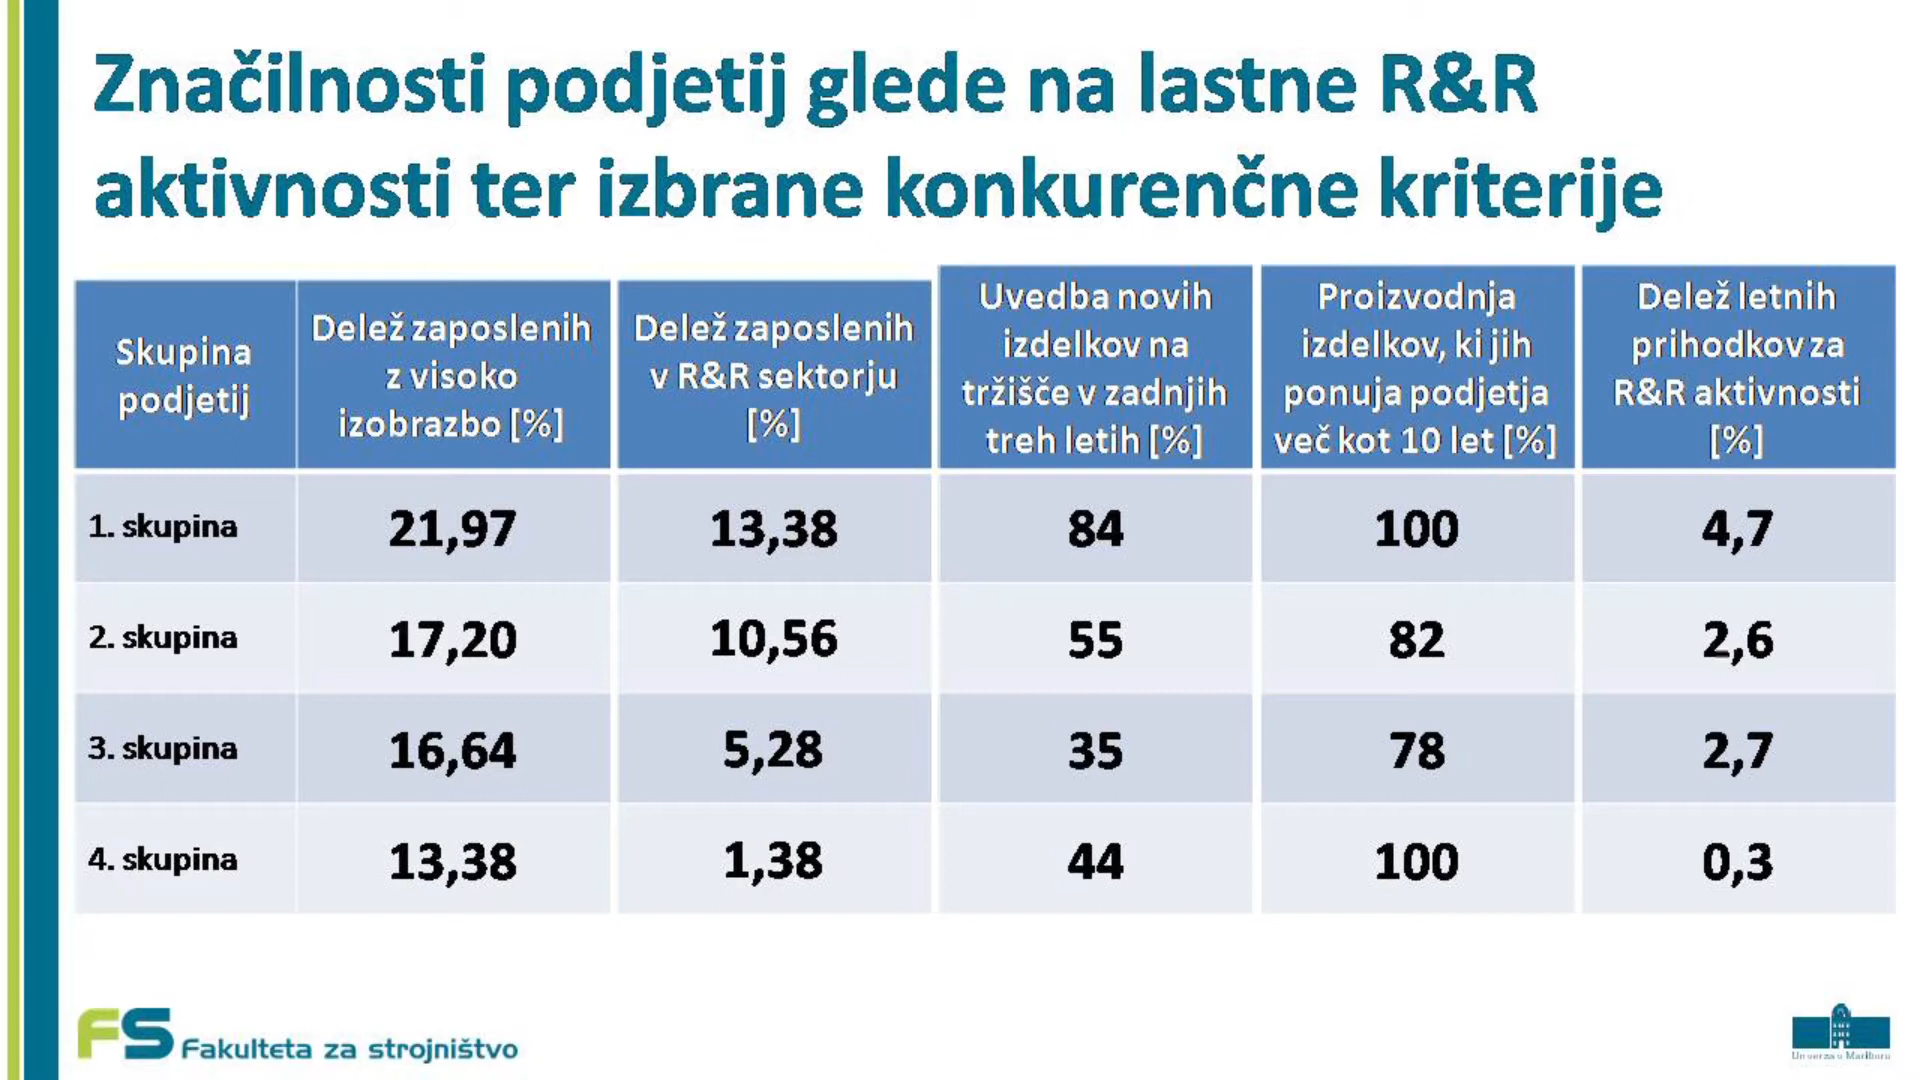 Značilnosti podjetij glede na lastne R&R
aktivnosti ter izbrane konkurenčne kriterije
Skupina
podjetij
Delež zaposlenih
z visoko
izobrazbo [%]
Delež zaposlenih
v R&R sektorju
[%]
Uvedba novih
izdelkov na
tržišče v zadnjih
treh letih [%]
Proizvodnja
izdelkov, ki jih
ponuja podjetja
več kot 10 let [%]
Delež letnih
prihodkov za
R&R aktivnosti
[%]
1. skupina 21,97 13,38 84 100 4,7
2. skupina 17,20 10,56 55 82 2,6
3. skupina 16,64 5,28 35 78 2,7
4. skupina 13,38 1,38 44 100 0,3
FS Fakulteta za strojništvo
Univerza v Mariboru